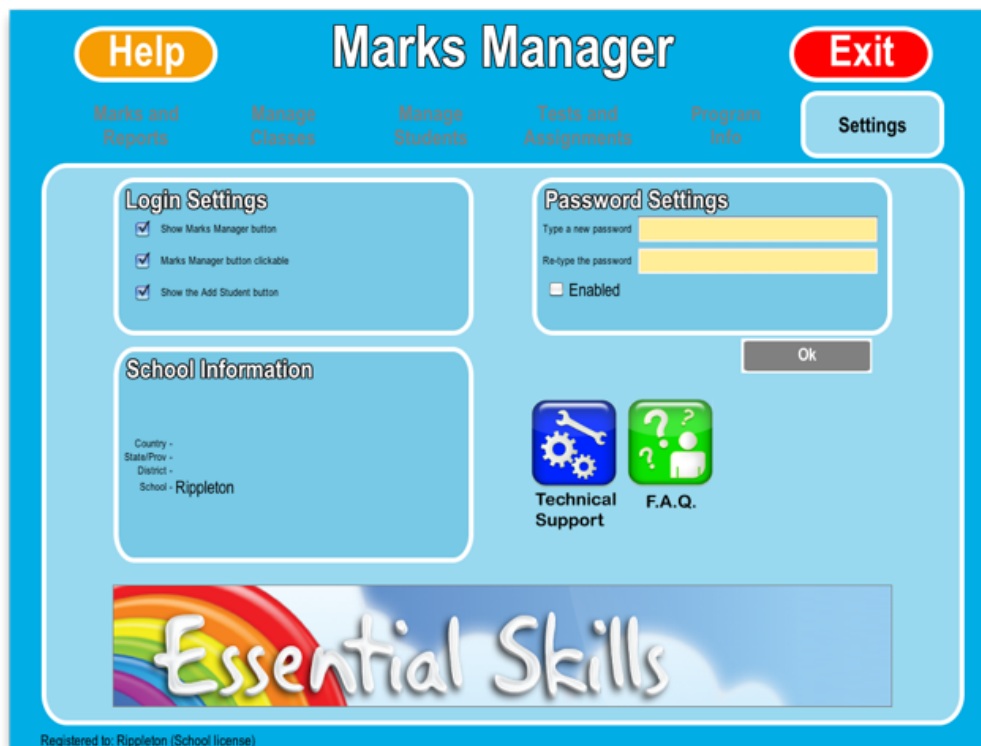 Help
Marks Manager
Exit
Marks and
Reports
Manage
Classes
Manage
Students
Tests and
Assignments
Program
Info
Settings
Login Settings
Show Marks Manager button
Marks Manager button clickable
Show the Add Student button
Password Settings
Type a new password
Re-type the password
Enabled
Ok
School Information
Country -
State/Prov -
District -
School - Rippleton
Technical
Support
F.A.Q.
Essential Skills
Registered to: Rippleton (School license)